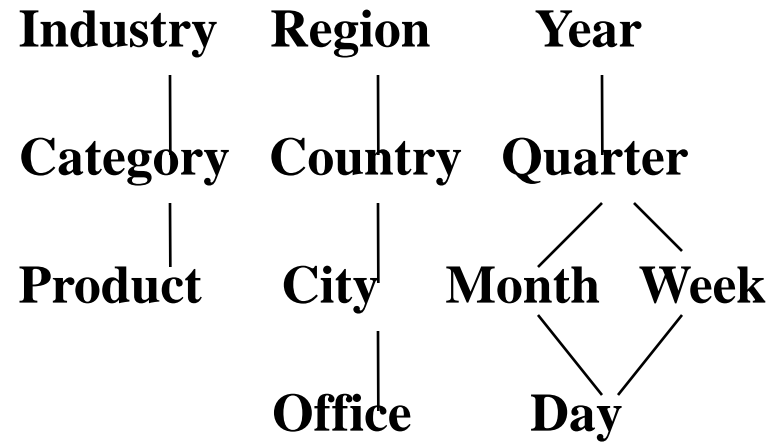 Industry Region Year
Category Country Quarter
Product City Month Week
Office Day